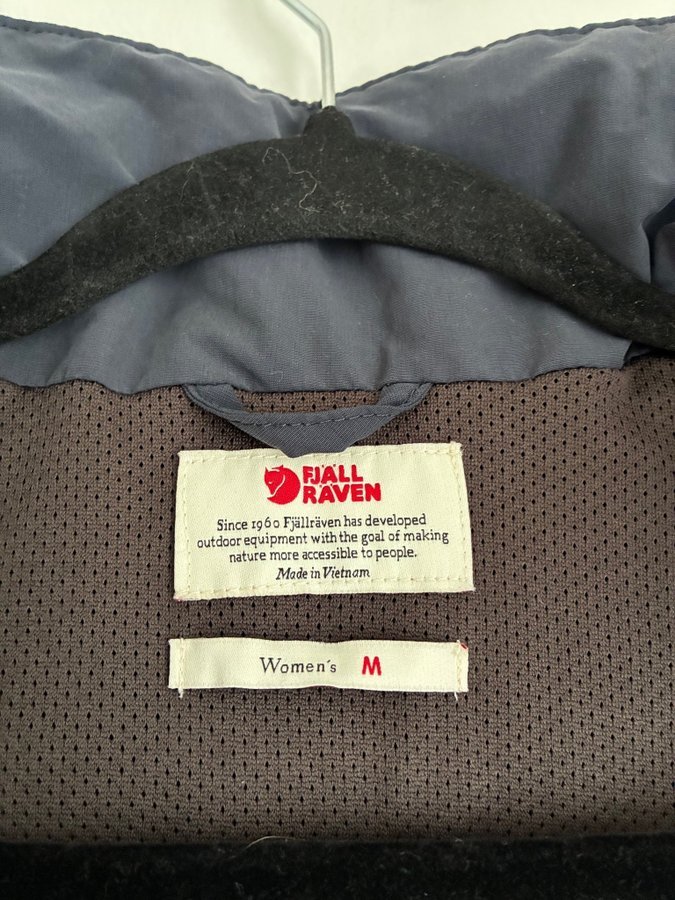 FJÄLL
RÄVEN
Since 1960 Fjällräven has developed
outdoor equipment with the goal of making
nature more accessible to people.
Made in Vietnam
Women's M